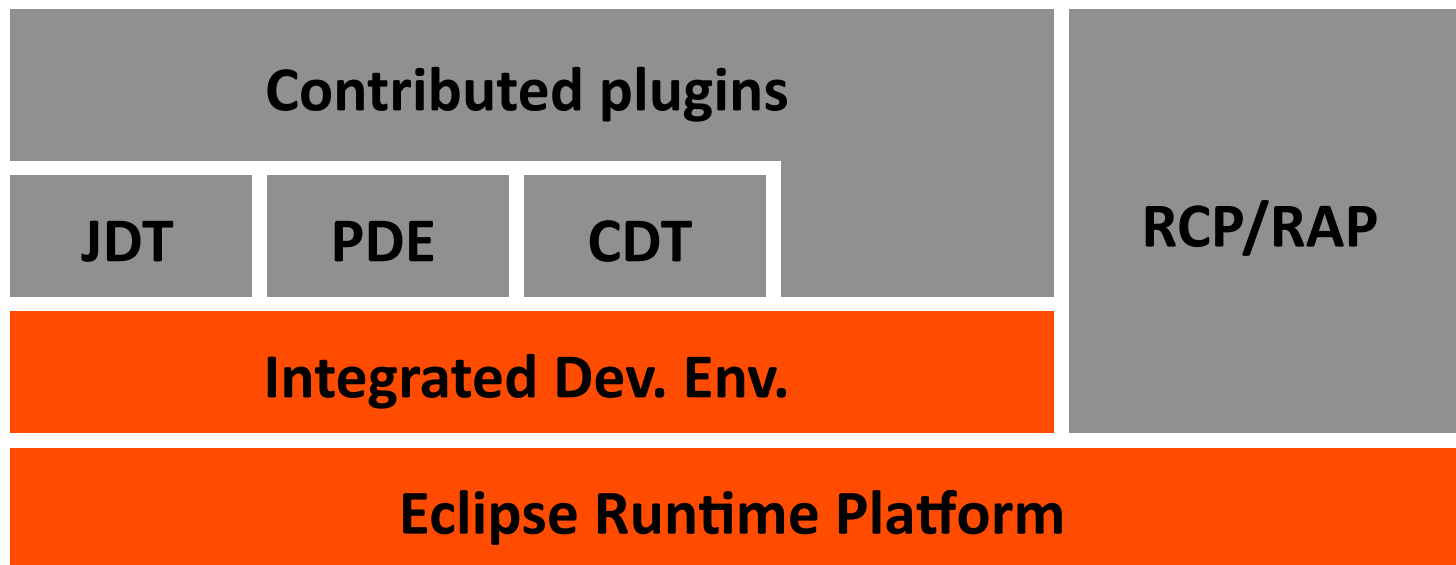 Contributed plugins
JDT
PDE
CDT
RCP/RAP
Integrated Dev. Env.
Eclipse Runtime Platform